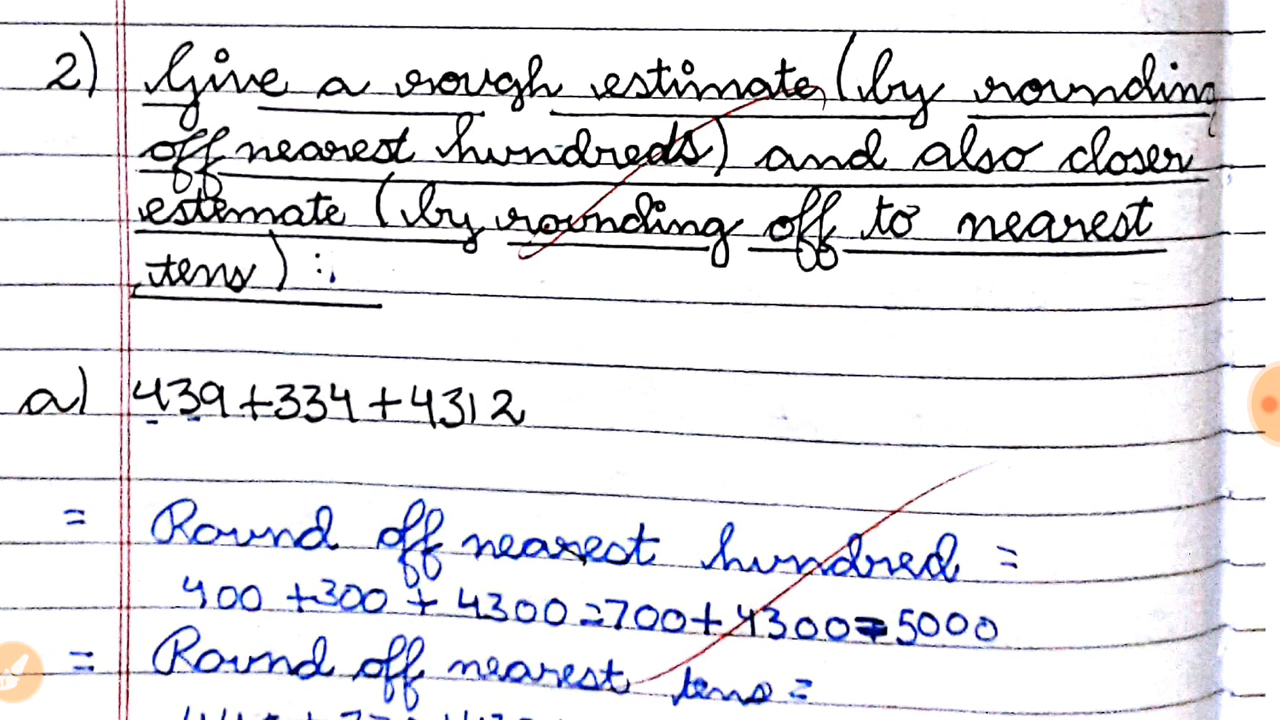 2) Give a rough estimate (by rounding
off nearest hundreds) and also closer
estemate (by rounding off to nearest
tens) :.
a) 439+334+4312
= Round off nearest hundred =
400 +300 + 4300=700+4300=5000
= Round off nearest tens=